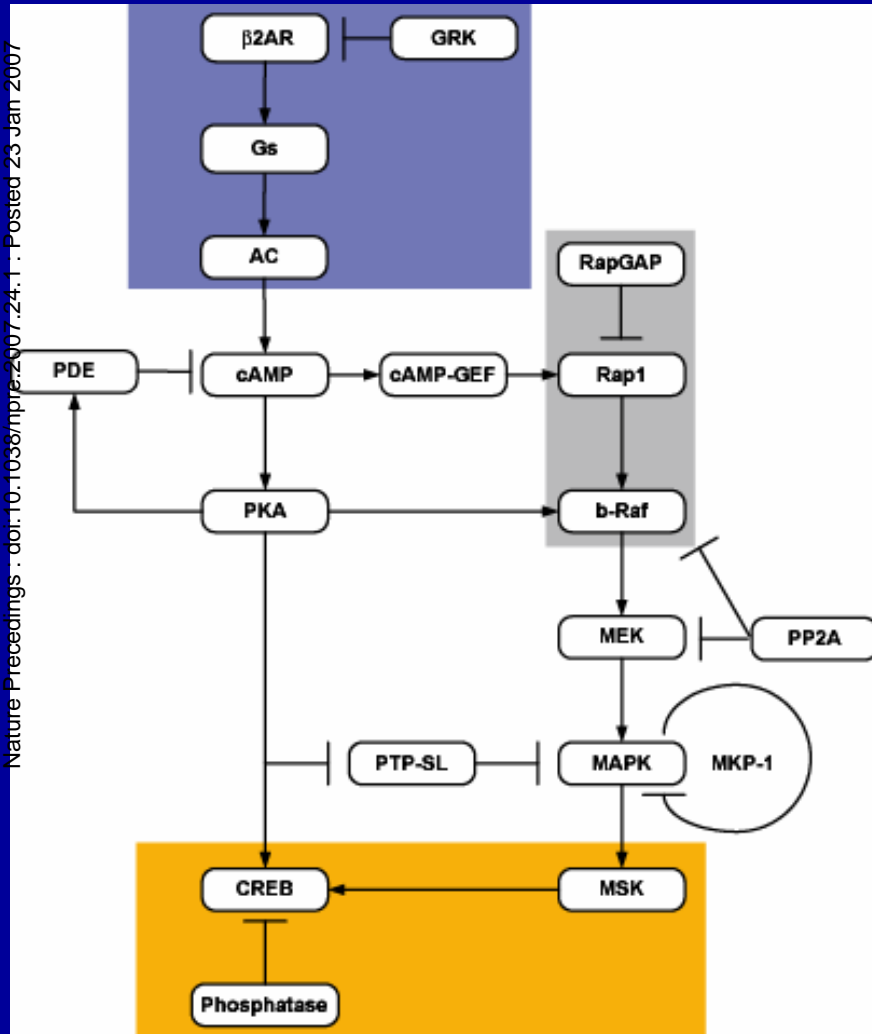 β2AR
GRK
Gs
AC
RapGAP
PDE
cAMP
cAMP-GEF
Rap1
PKA
b-Raf
MEK
PP2A
PTP-SL
MAPK
MKP-1
CREB
MSK
Phosphatase
Nature Precedings : doi:10.1038/npre.2007.24.1 : Posted 23 Jan 2007